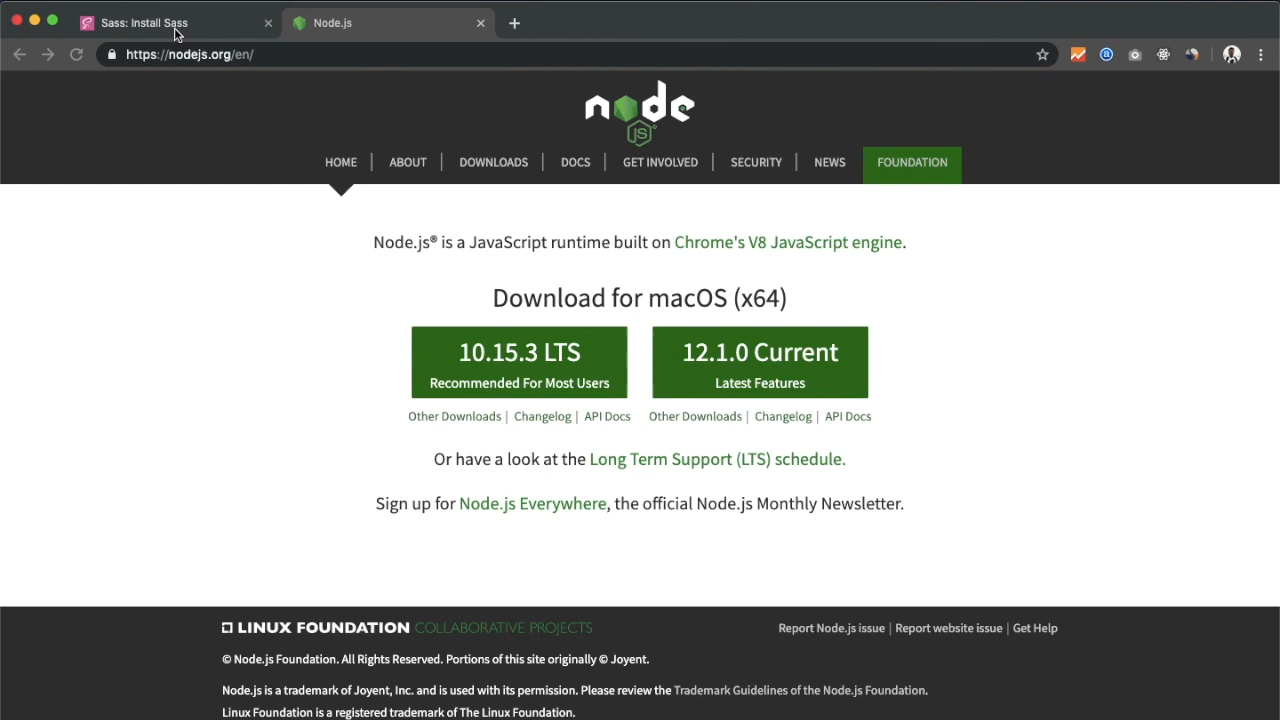 Sass: Install Sass
Node.js
https://nodejs.org/en/
node
JS
HOME | ABOUT | DOWNLOADS | DOCS | GET INVOLVED | SECURITY | NEWS FOUNDATION
Node.js® is a JavaScript runtime built on Chrome's V8 JavaScript engine.
Download for macOS (x64)
10.15.3 LTS
Recommended For Most Users
12.1.0 Current
Latest Features
Other Downloads | Changelog | API Docs
Other Downloads | Changelog | API Docs
Or have a look at the Long Term Support (LTS) schedule.
Sign up for Node.js Everywhere, the official Node.js Monthly Newsletter.
LINUX FOUNDATION COLLABORATIVE PROJECTS
Report Node.js issue | Report website issue | Get Help
© Node.js Foundation. All Rights Reserved. Portions of this site originally © Joyent.
Node.js is a trademark of Joyent, Inc. and is used with its permission. Please review the Trademark Guidelines of the Node.js Foundation.
Linux Foundation is a registered trademark of The Linux Foundation.